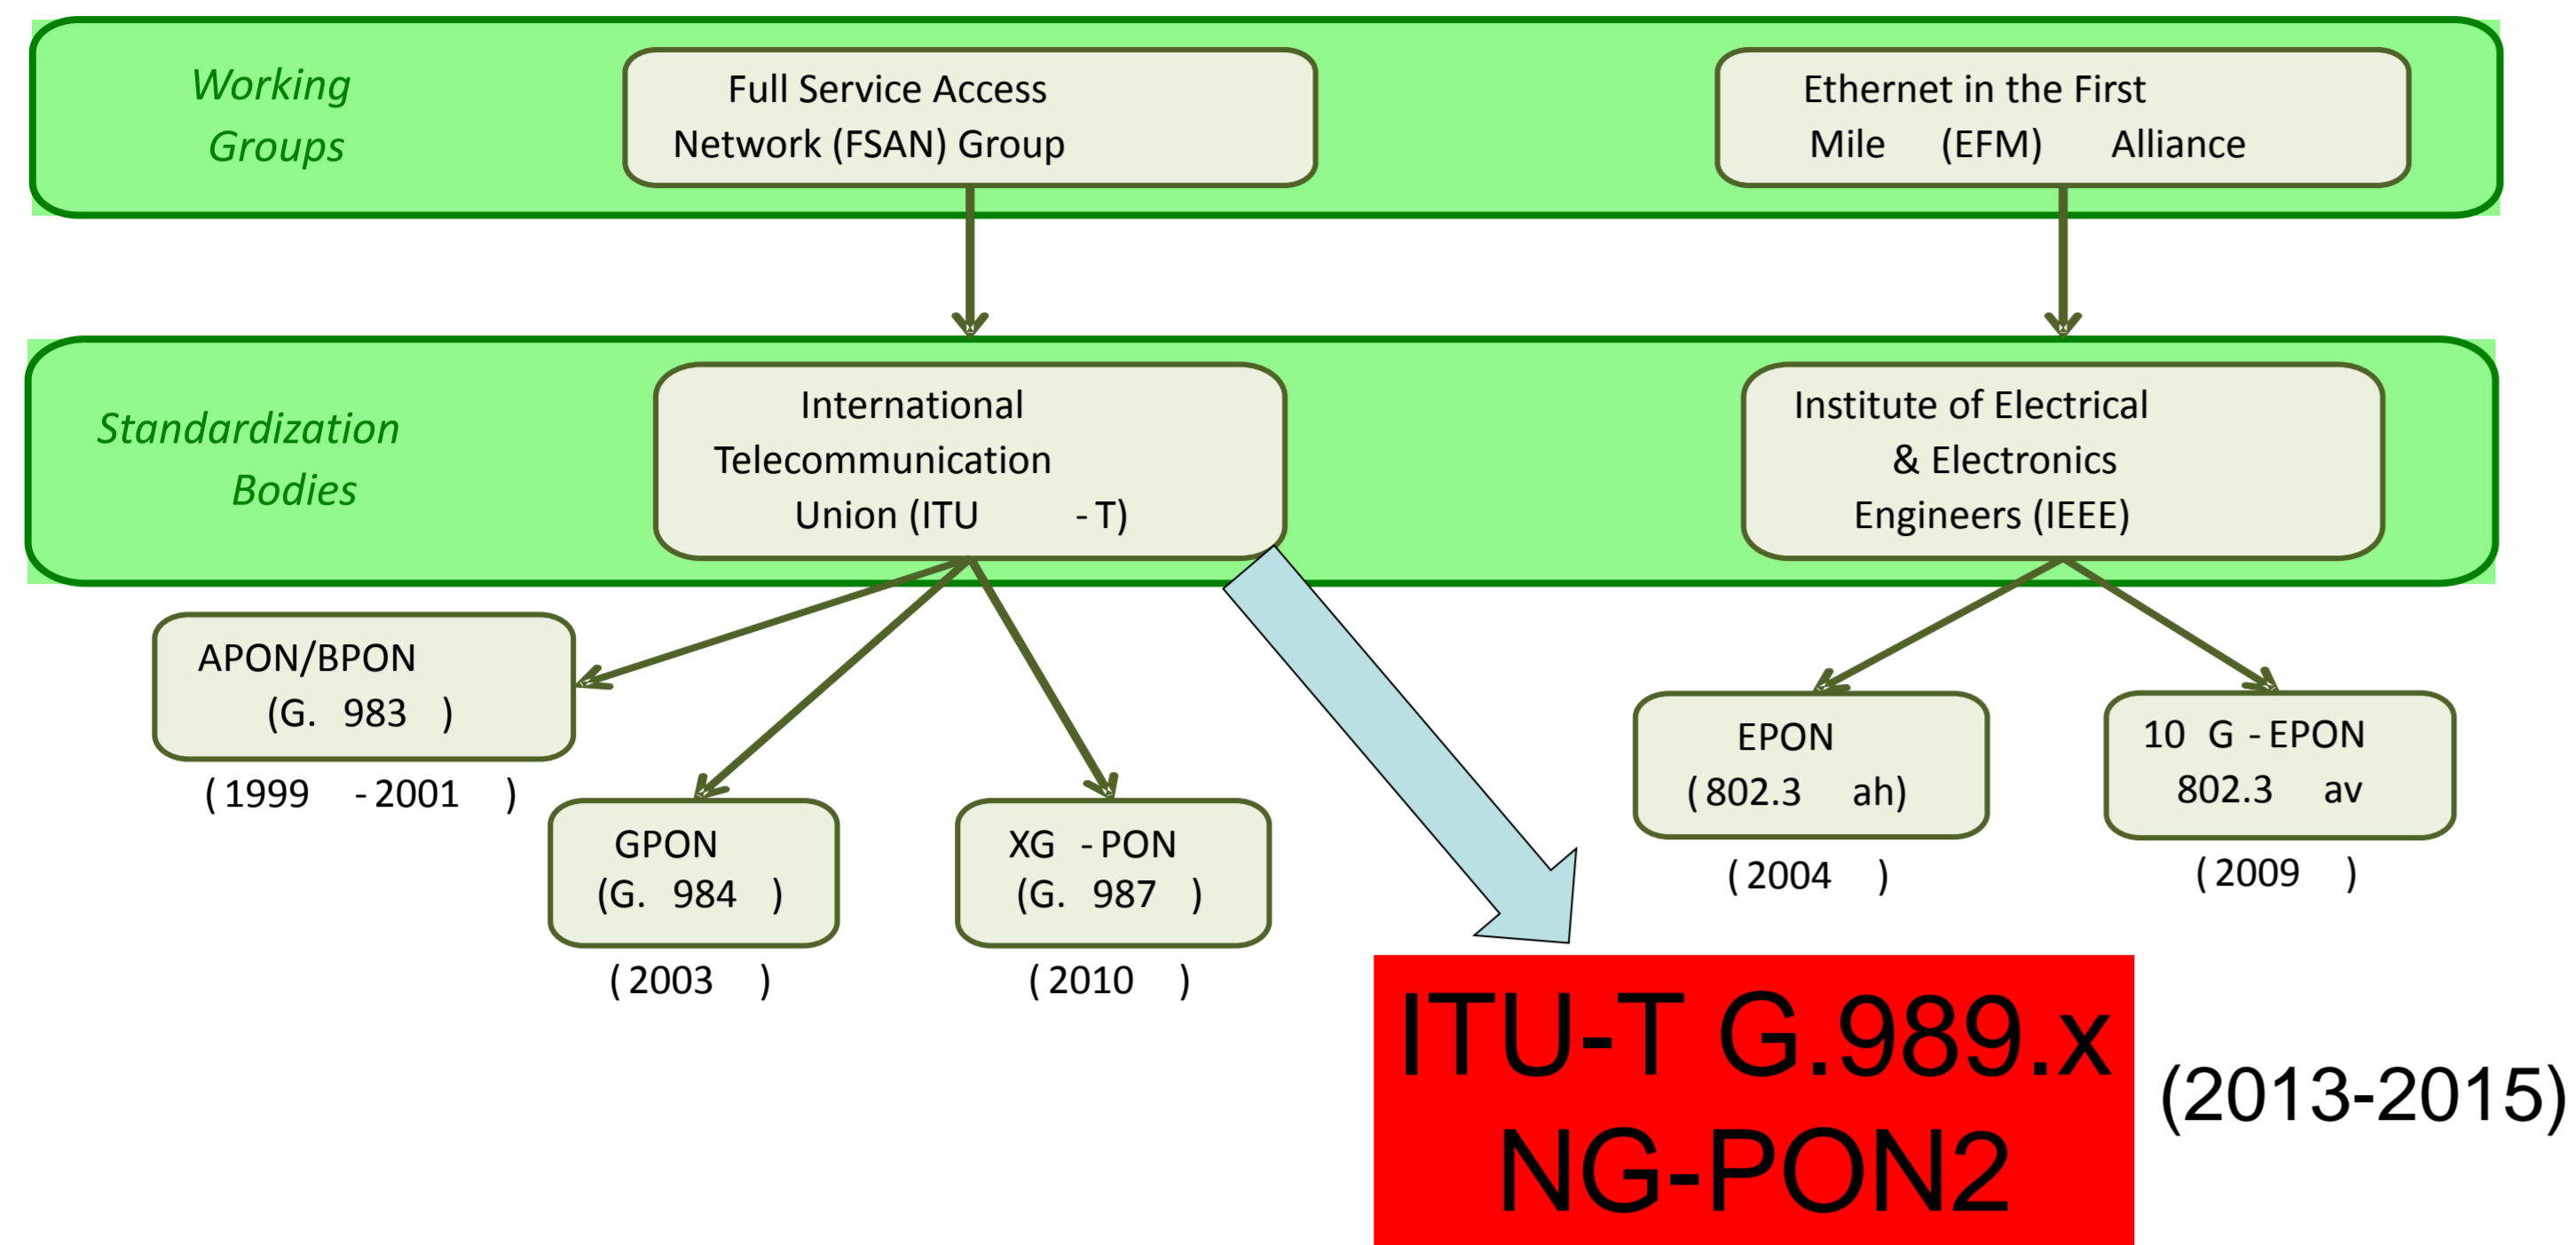 Working
Groups
Full Service Access
Network (FSAN) Group
Ethernet in the First
Mile (EFM) Alliance
Standardization
Bodies
International
Telecommunication
Union (ITU - T)
Institute of Electrical
& Electronics
Engineers (IEEE)
APON/BPON
(G. 983 )
( 1999 - 2001 )
GPON
(G. 984 )
( 2003 )
XG - PON
(G. 987 )
( 2010 )
EPON
( 802.3 ah)
( 2004 )
10 G - EPON
802.3 av
( 2009 )
ITU-T G.989.x
NG-PON2
(2013-2015)